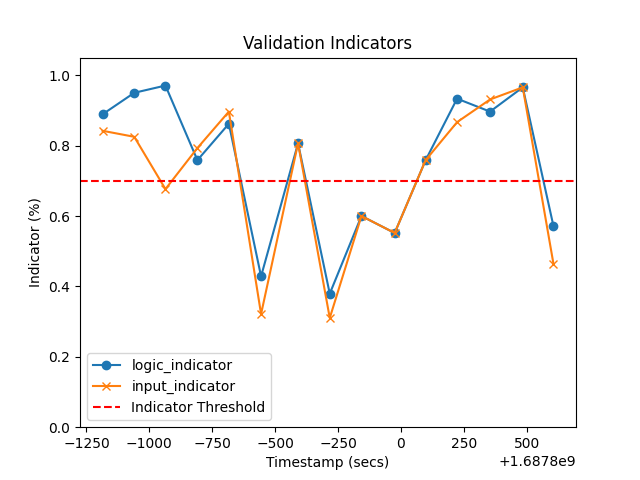 Validation Indicators
1.0
0.8
0.6
0.4
0.2
0.0
Indicator (%)
logic_indicator
input_indicator
Indicator Threshold
−1250 −1000 −750 −500 −250 0 250 500
Timestamp (secs)
+1.6878e9